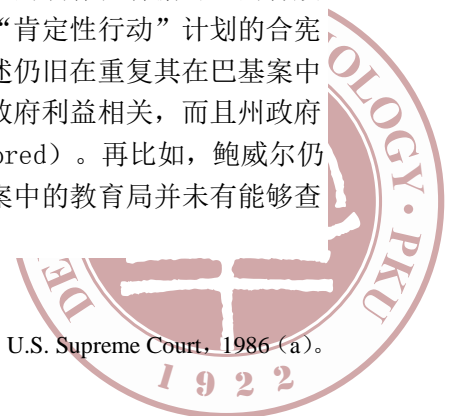 “肯定性行动”计划的合宪
述仍旧在重复其在巴基案中
政府利益相关，而且州政府
ored）。再比如，鲍威尔仍
案中的教育局并未有能够查
U.S. Supreme Court，1986（a）。
OLOGY · PKU
DE
1922